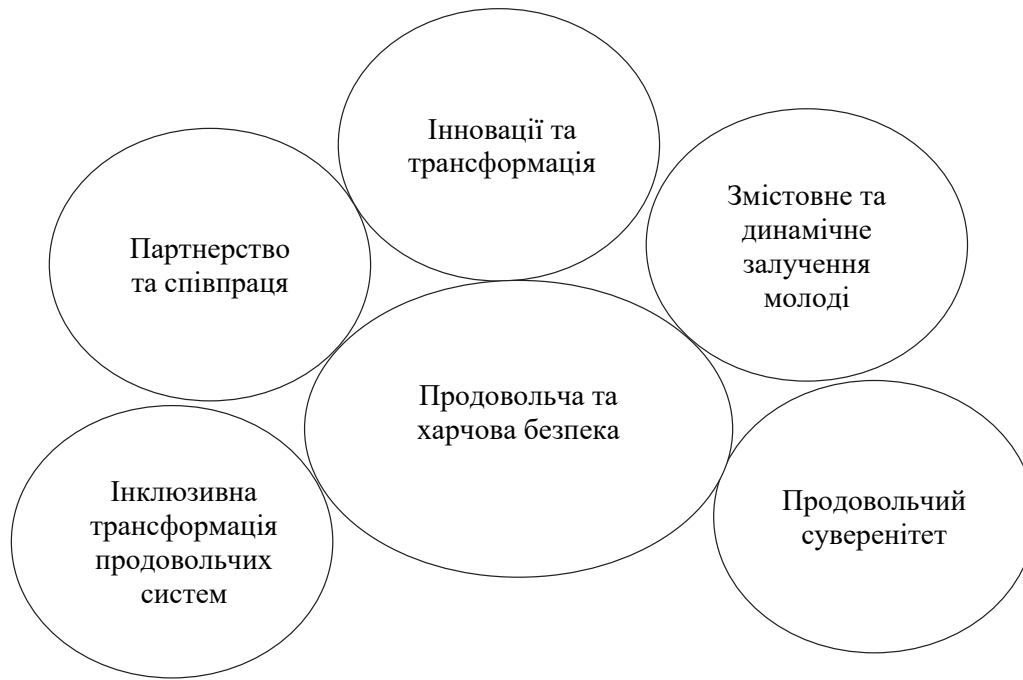 Інновації та
трансформація
Партнерство
та співпраця
Змістовне та
динамічне
залучення
молоді
Продовольча та
харчова безпека
Інклюзивна
трансформація
продовольчих
систем
Продовольчий
суверенітет